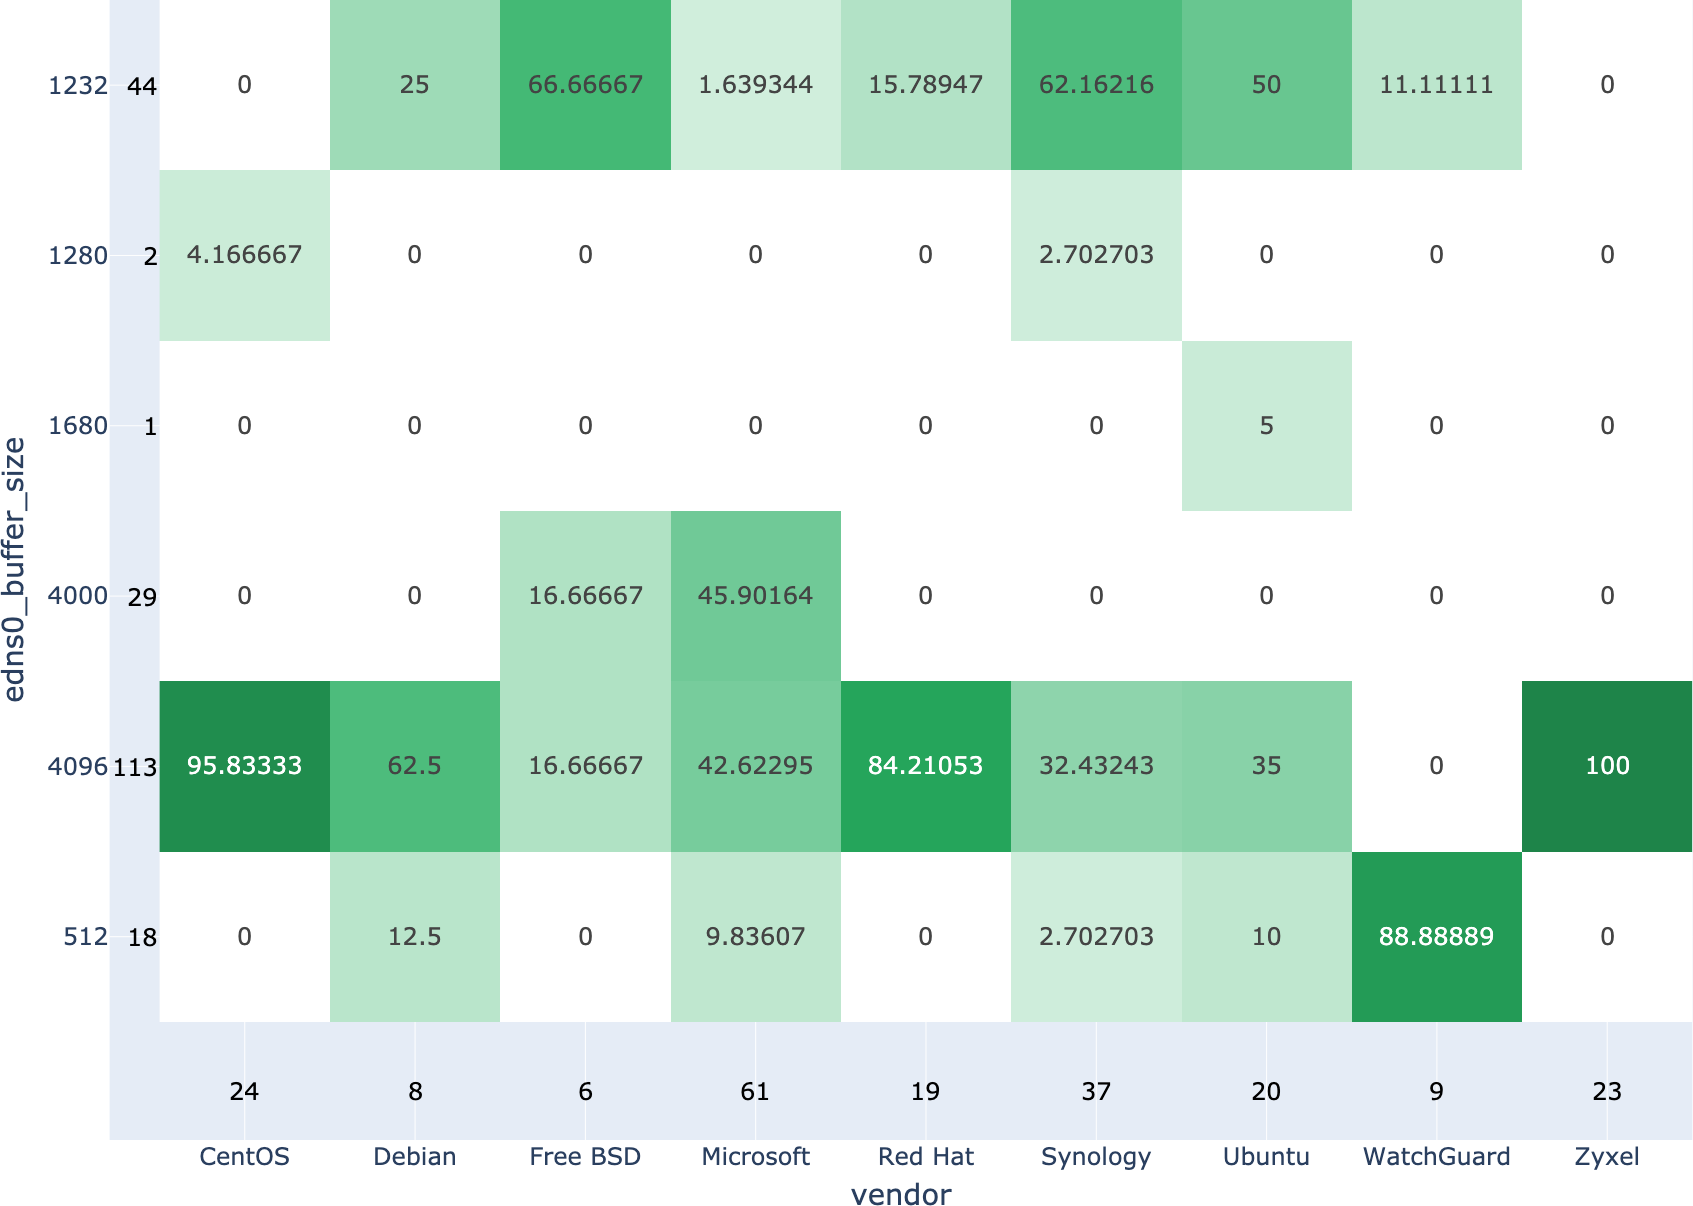 1232 44 0 25 66.66667 1.639344 15.78947 62.16216 50 11.11111 0
1280 2 4.166667 0 0 0 0 2.702703 0 0 0
1680 1 0 0 0 0 0 0 5 0 0
edns0_buffer_size
4000 29 0 0 16.66667 45.90164 0 0 0 0 0
4096 113 95.83333 62.5 16.66667 42.62295 84.21053 32.43243 35 0 100
512 18 0 12.5 0 9.83607 0 2.702703 10 88.88889 0
24 8 6 61 19 37 20 9 23
CentOS Debian Free BSD Microsoft Red Hat Synology Ubuntu WatchGuard Zyxel
vendor